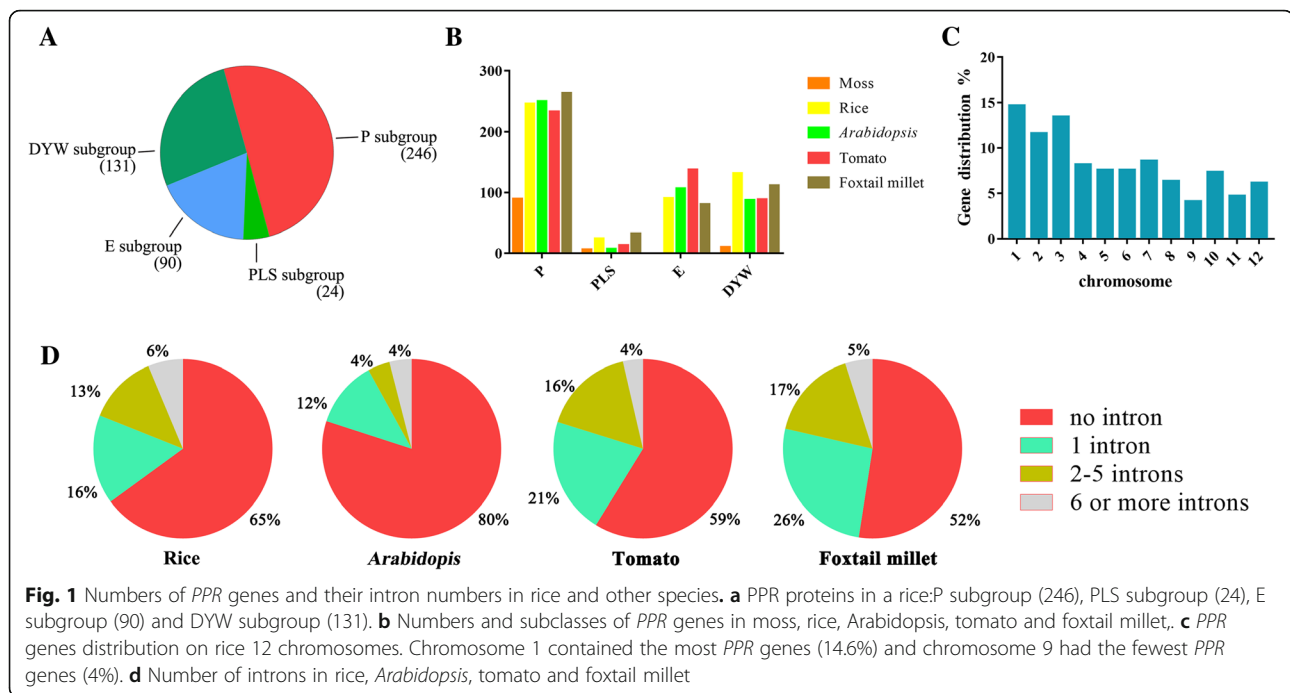 A
DYW subgroup
(131)
P subgroup
(246)
E subgroup
(90)
PLS subgroup
(24)
B
300
200
100
0
P
PLS
E
DYW
Moss
Rice
Arabidopsis
Tomato
Foxtail millet
C
Gene distribution %
20
15
10
5
0
1 2 3 4 5 6 7 8 9 10 11 12
chromosome
D
6%
13%
16%
65%
Rice
4%
4%
12%
80%
Arabidopis
4%
16%
21%
59%
Tomato
5%
17%
26%
52%
Foxtail millet
no intron
1 intron
2-5 introns
6 or more introns
Fig. 1 Numbers of PPR genes and their intron numbers in rice and other species. a PPR proteins in a rice:P subgroup (246), PLS subgroup (24), E
subgroup (90) and DYW subgroup (131). b Numbers and subclasses of PPR genes in moss, rice, Arabidopsis, tomato and foxtail millet,. c PPR
genes distribution on rice 12 chromosomes. Chromosome 1 contained the most PPR genes (14.6%) and chromosome 9 had the fewest PPR
genes (4%). d Number of introns in rice, Arabidopsis, tomato and foxtail millet